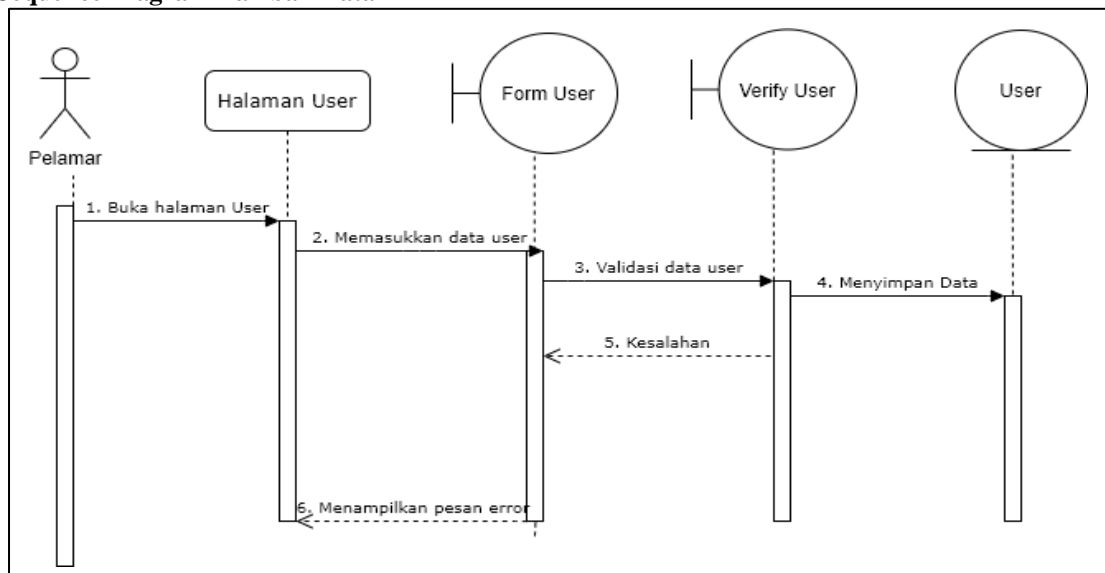 Halaman User
Form User
Verify User
User
Pelamar
1. Buka halaman User
2. Memasukkan data user
3. Validasi data user
4. Menyimpan Data
5. Kesalahan
6. Menampilkan pesan error